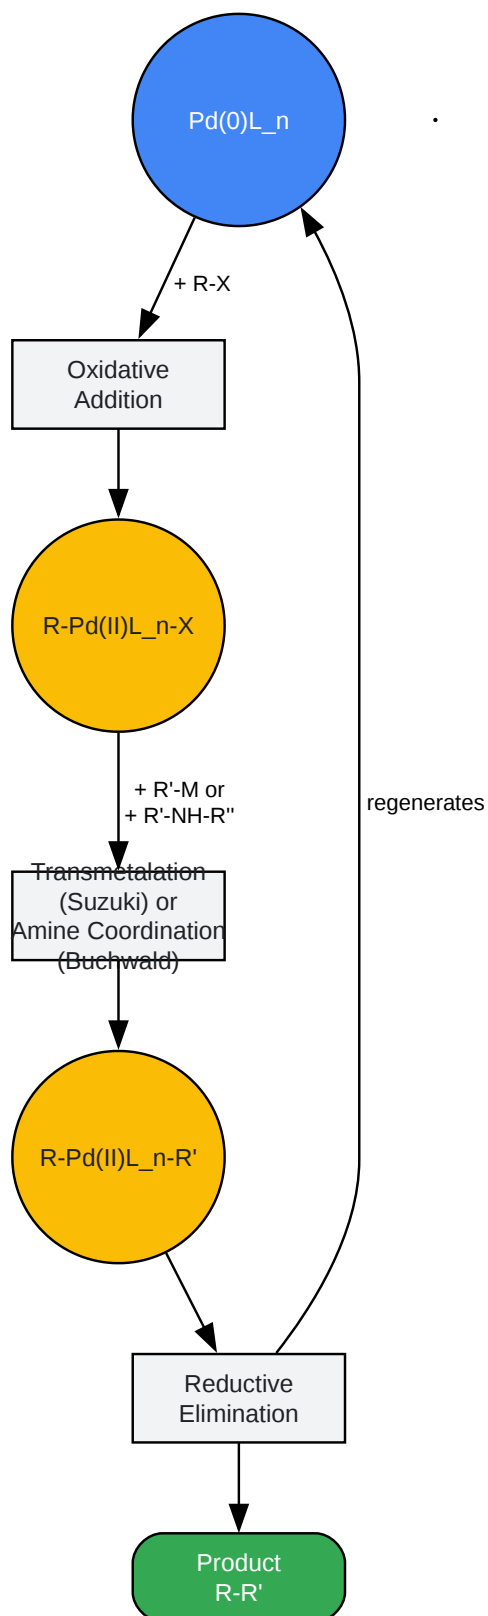 Pd(0)L_n
+ R-X
Oxidative
Addition
R-Pd(II)L_n-X
+ R'-M or
+ R'-NH-R"
Transmetalation
(Suzuki) or
Amine Coordination
(Buchwald)
regenerates
R-Pd(II)L_n-R'
Reductive
Elimination
Product
R-R'